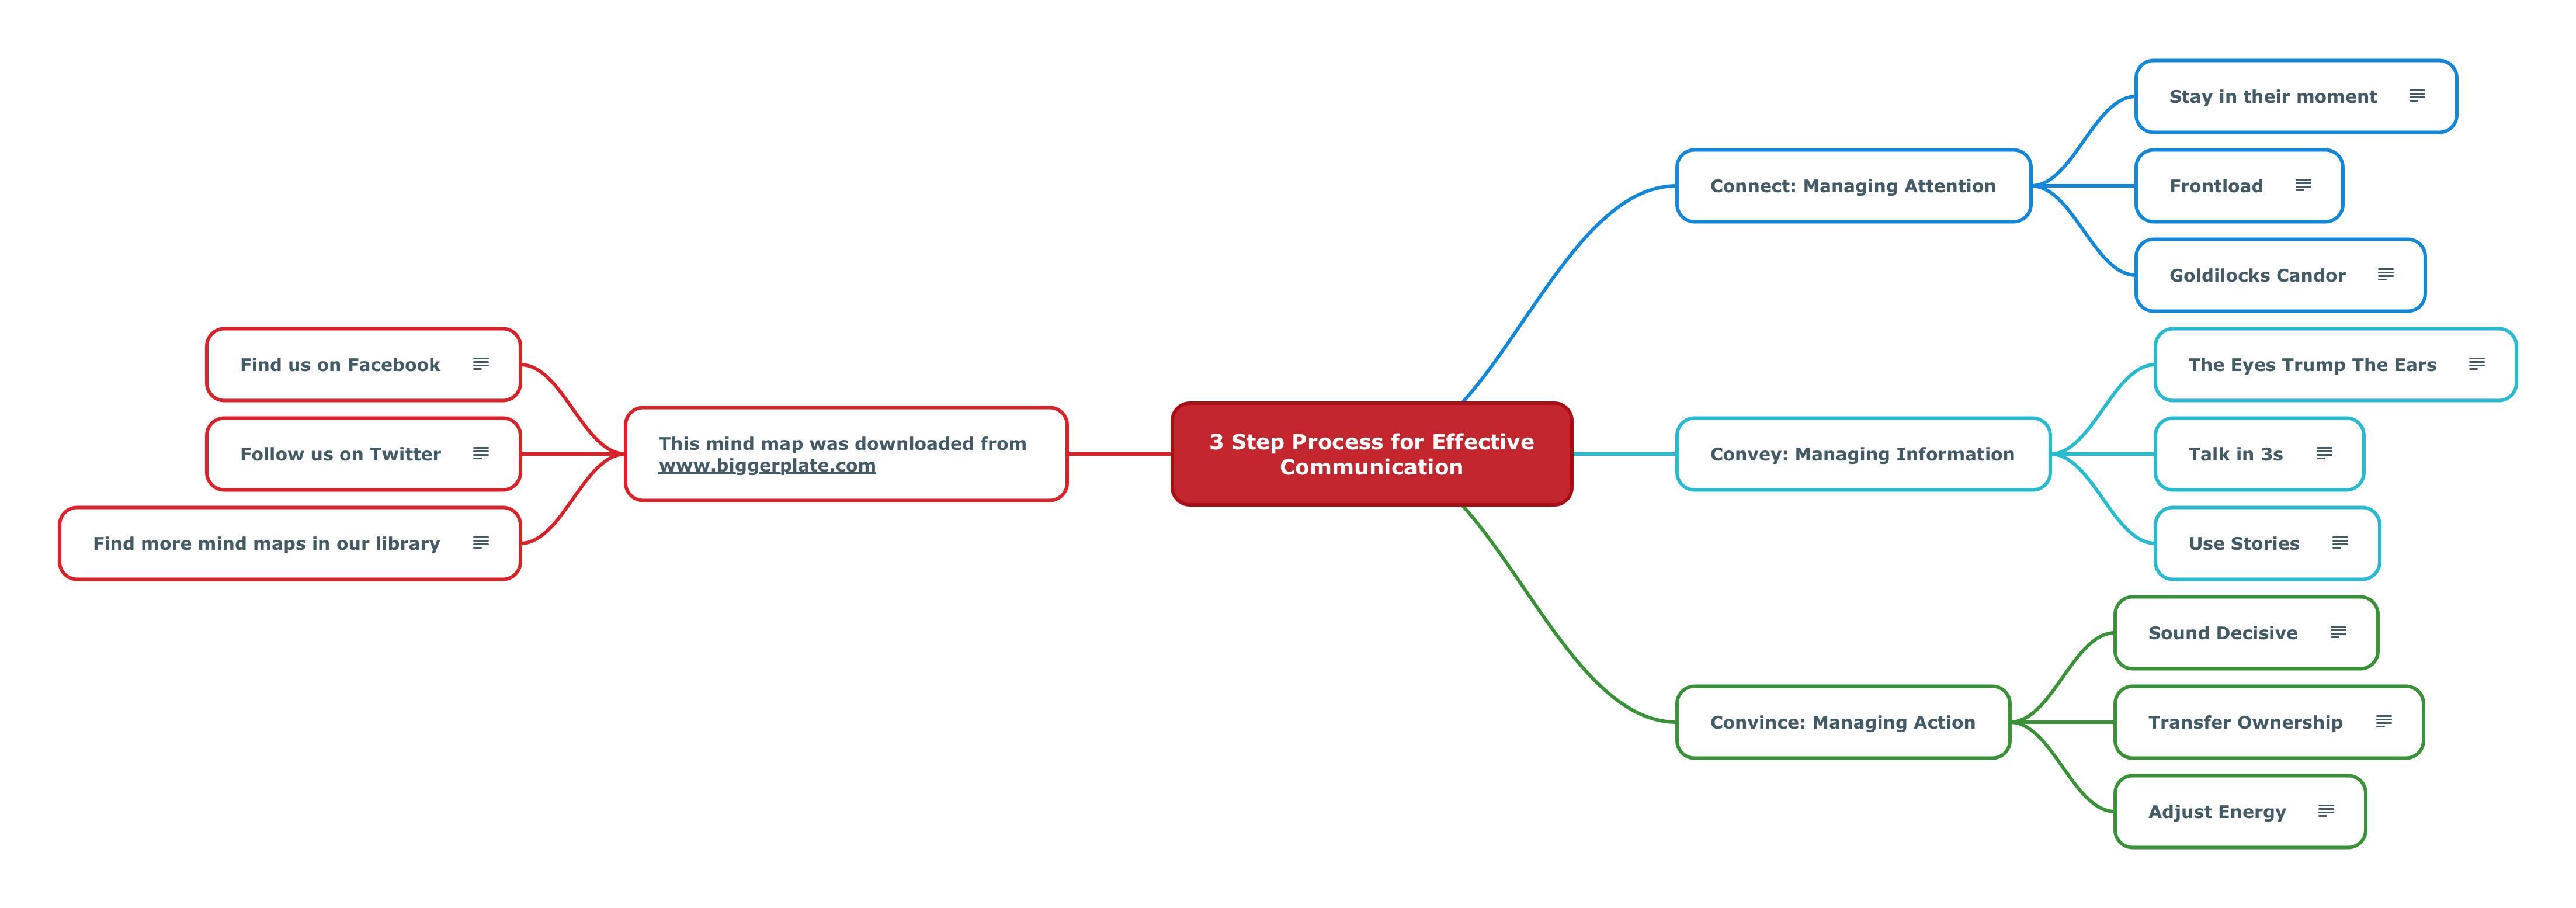 3 Step Process for Effective
Communication
Connect: Managing Attention
Stay in their moment
Frontload
Goldilocks Candor
Convey: Managing Information
The Eyes Trump The Ears
Talk in 3s
Use Stories
Convince: Managing Action
Sound Decisive
Transfer Ownership
Adjust Energy
This mind map was downloaded from
www.biggerplate.com
Find us on Facebook
Follow us on Twitter
Find more mind maps in our library